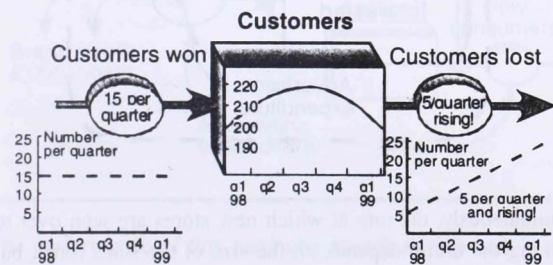 Customers
Customers won
Customers lost
15 per
quarter
5/quarter
rising!
220
210
200
190
q1 q2 q3 q4 q1
98 99
Number
per quarter
25
20
15
10
5
q1 q2 q3 q4 q1
98 99
Number
per quarter
25
20
15
10
5
5 per quarter
and rising!
q1 q2 q3 q4 q1
98 99